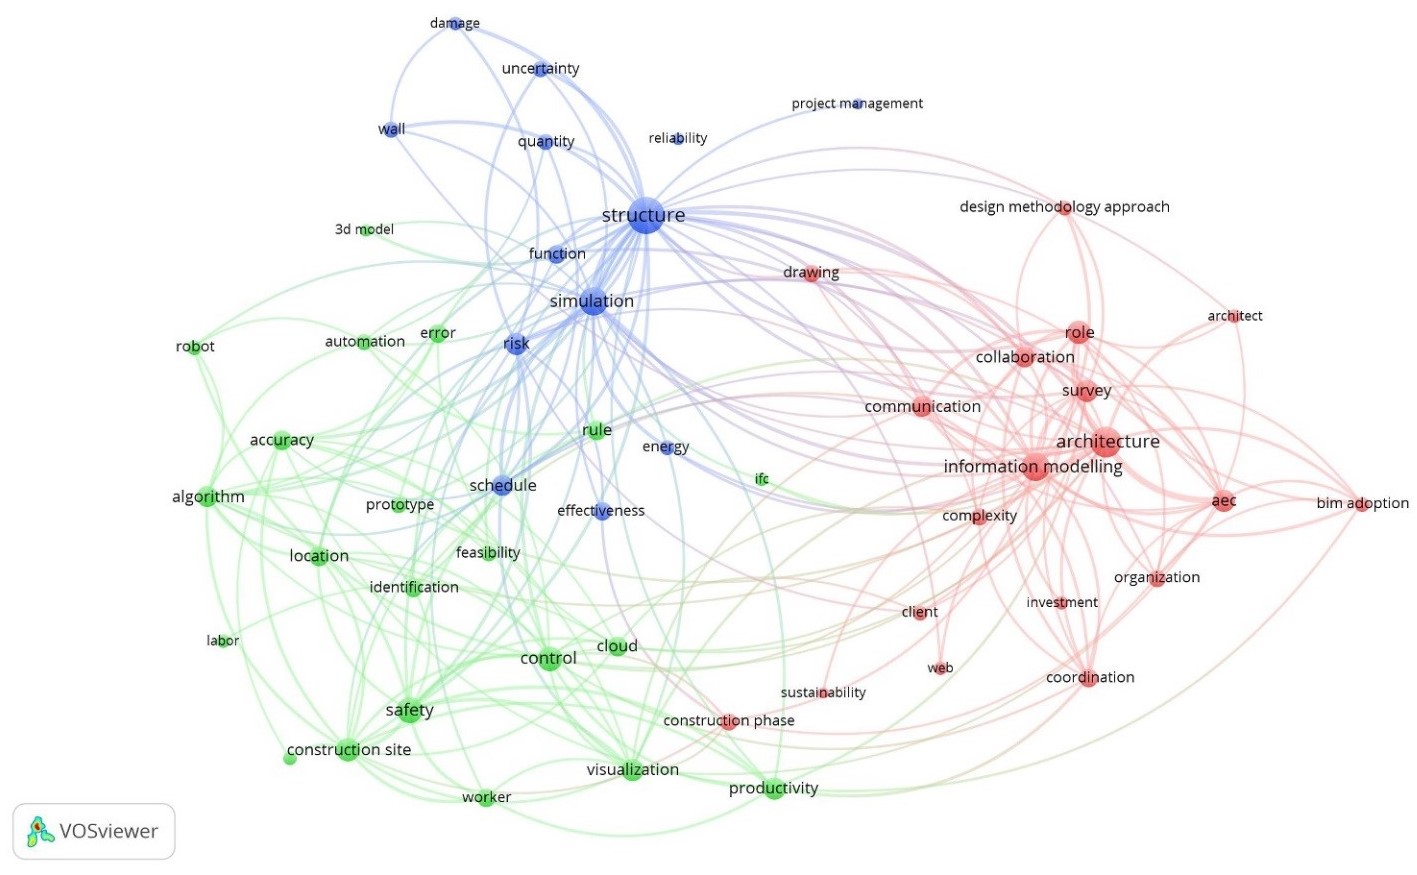 damage
uncertainty
project management
wall
quantity
reliability
structure
design methodology approach
3d model
function
drawing
simulation
architect
error
role
robot
automation
risk
collaboration
survey
communication
rule
accuracy
energy
architecture
information modelling
ifc
schedule
algorithm
prototype
effectiveness
complexity
aec
bim adoption
location
feasibility
identification
organization
investment
client
labor
cloud
control
web
coordination
sustainability
safety
construction phase
construction site
visualization
productivity
worker
VOSviewer